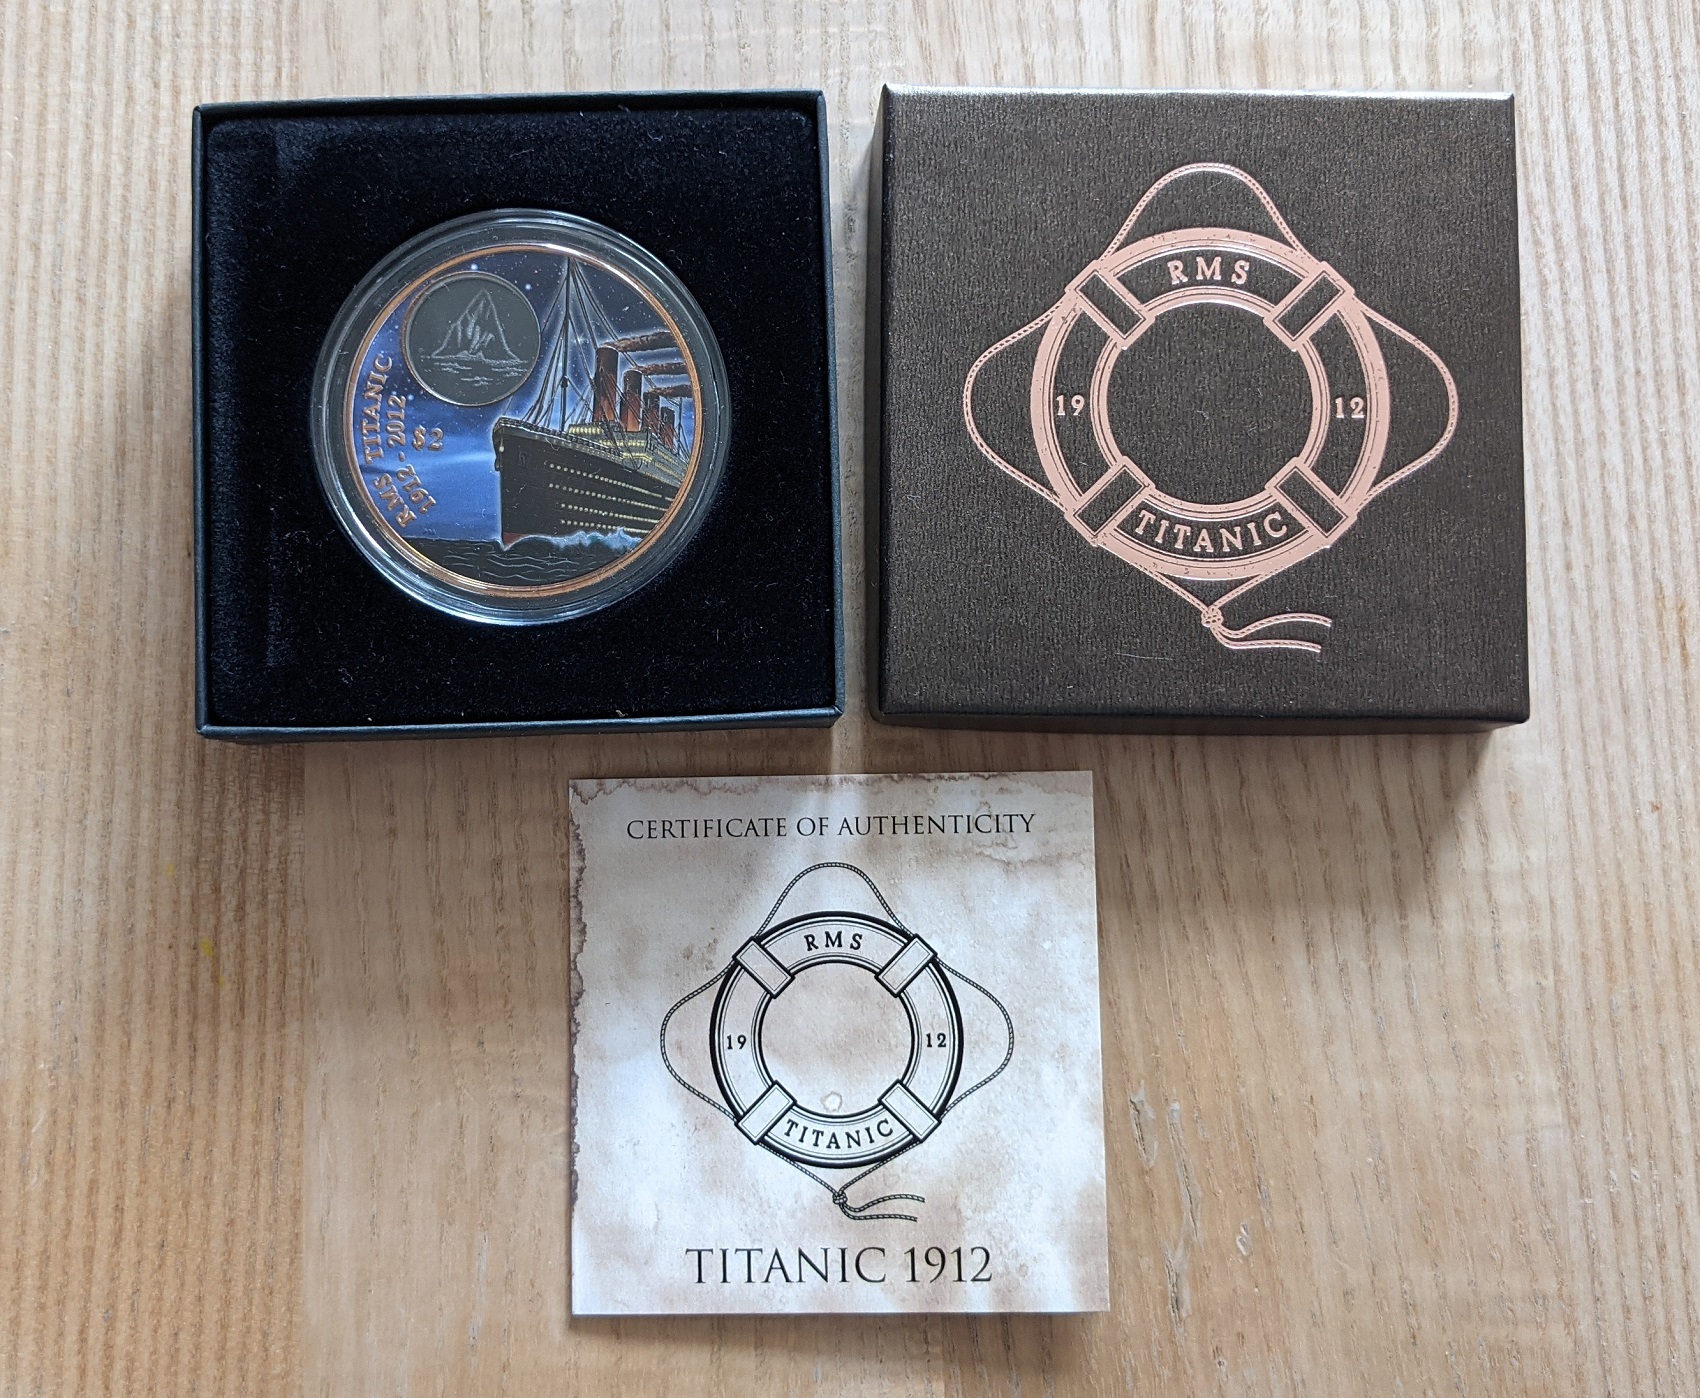 RMS TITANIC
1912 - 2012
$2
RMS
19 12
TITANIC
CERTIFICATE OF AUTHENTICITY
RMS
19 12
TITANIC
TITANIC 1912